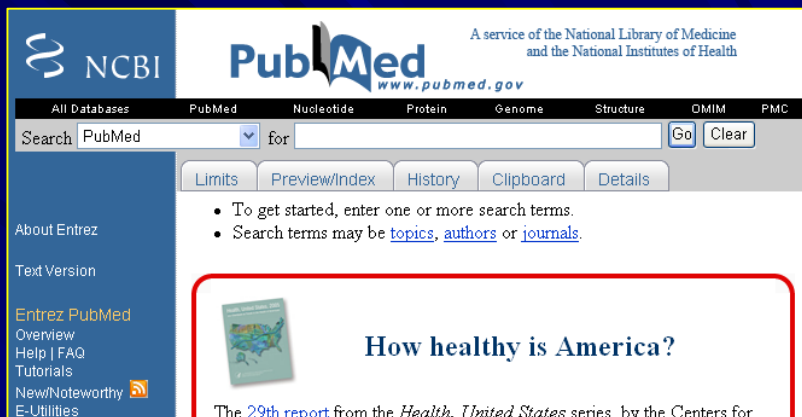 NCBI
PubMed
www.pubmed.gov
A service of the National Library of Medicine
and the National Institutes of Health
All Databases PubMed Nucleotide Protein Genome Structure OMIM PMC
Search PubMed for Go Clear
Limits Preview/Index History Clipboard Details
• To get started, enter one or more search terms.
• Search terms may be topics, authors or journals.
About Entrez
Text Version
Entrez PubMed
Overview
Help | FAQ
Tutorials
New/Noteworthy
E-Utilities
How healthy is America?
The 29th report from the Health, United States series, by the Centers for